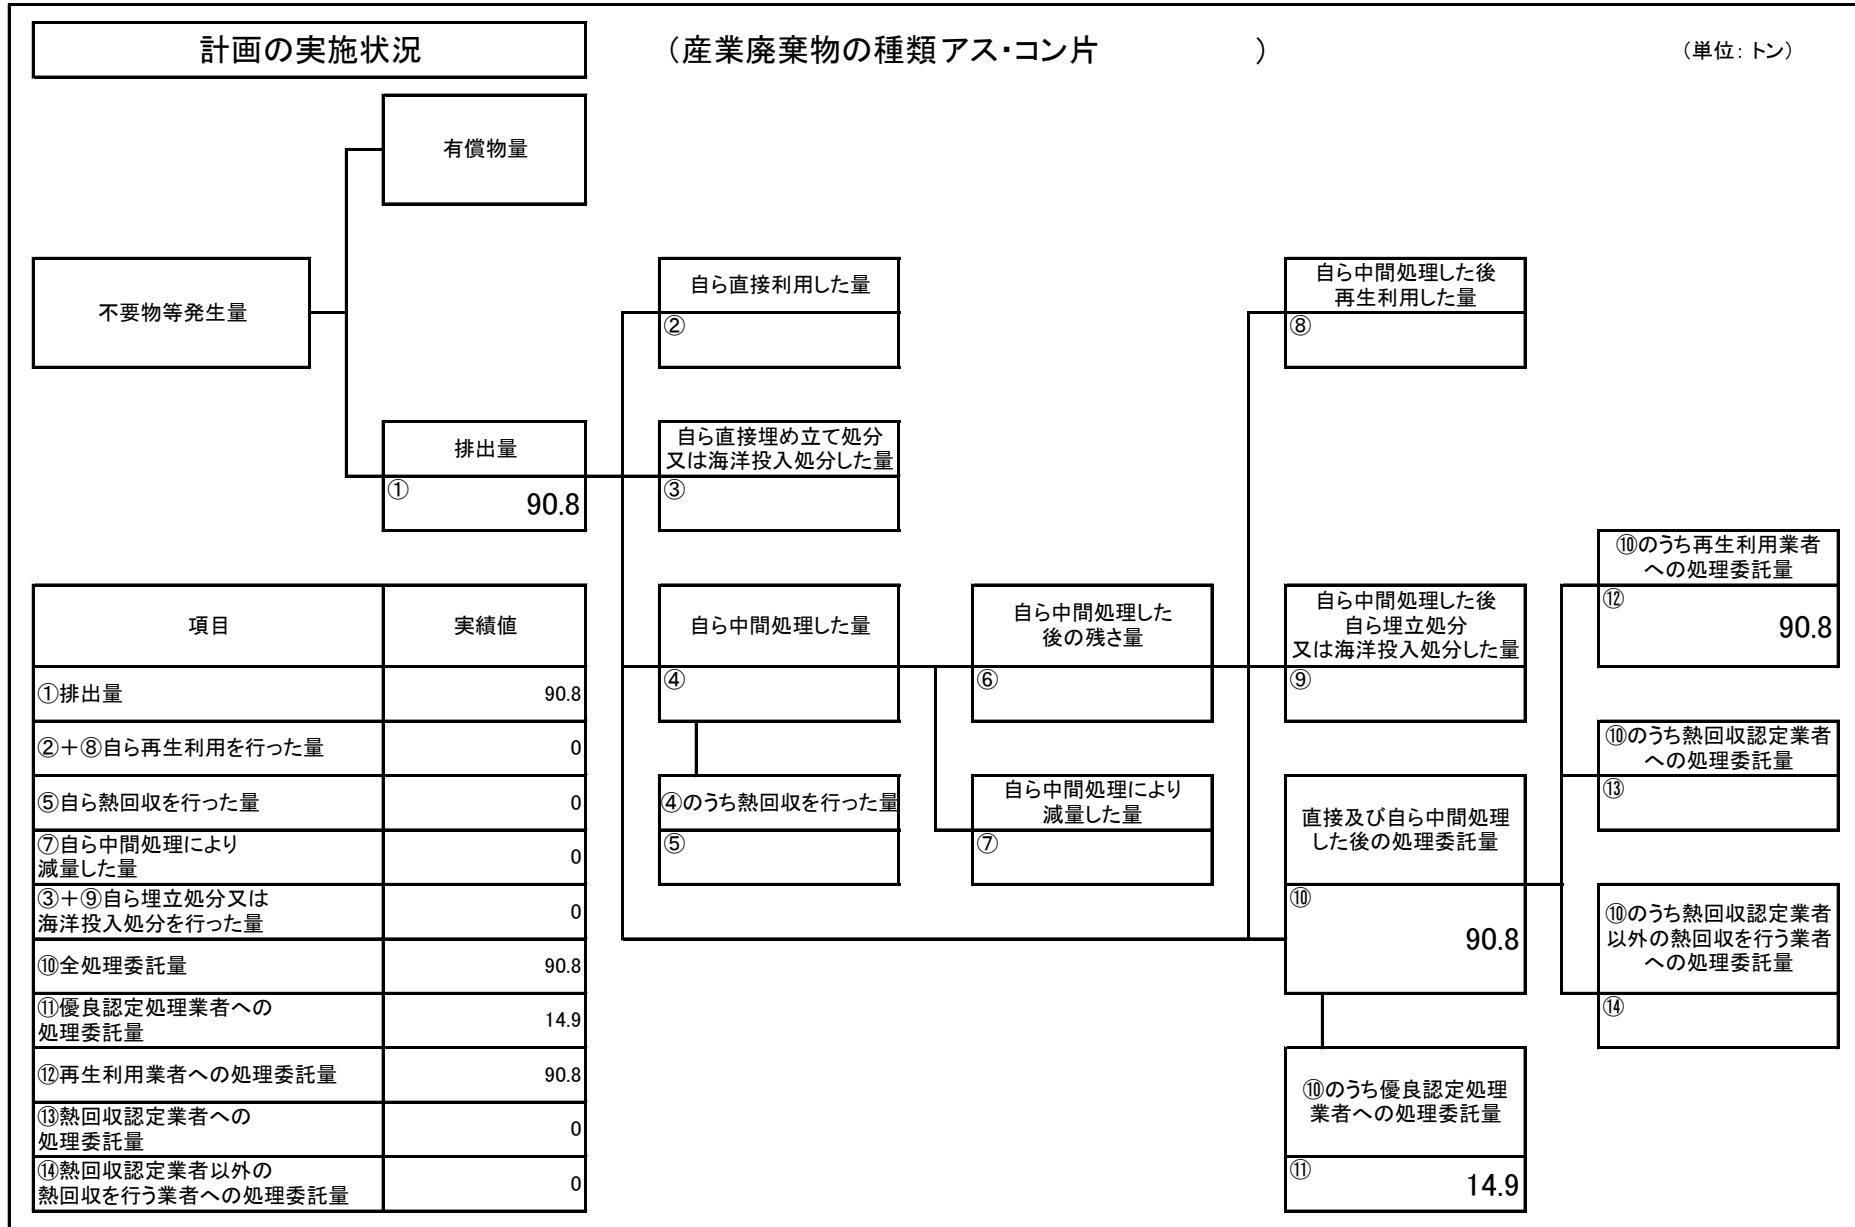 計画の実施状況
（産業廃棄物の種類アス・コン片　　　　　　）
（単位：トン）
有償物量
不要物等発生量
自ら直接利用した量
②
自ら中間処理した後
再生利用した量
⑧
排出量
① 90.8
自ら直接埋め立て処分
又は海洋投入処分した量
③
⑩のうち再生利用業者
への処理委託量
⑫
90.8
自ら中間処理した量
④
自ら中間処理した
後の残さ量
⑥
自ら中間処理した後
自ら埋立処分
又は海洋投入処分した量
⑨
⑩のうち熱回収認定業者
への処理委託量
⑬
④のうち熱回収を行った量
⑤
自ら中間処理により
減量した量
⑦
直接及び自ら中間処理
した後の処理委託量
⑩
90.8
⑩のうち熱回収認定業者
以外の熱回収を行う業者
への処理委託量
⑭
⑩のうち優良認定処理
業者への処理委託量
⑪
14.9
項目 実績値
①排出量 90.8
②＋⑧自ら再生利用を行った量 0
⑤自ら熱回収を行った量 0
⑦自ら中間処理により
減量した量 0
③＋⑨自ら埋立処分又は
海洋投入処分を行った量 0
⑩全処理委託量 90.8
⑪優良認定処理業者への
処理委託量 14.9
⑫再生利用業者への処理委託量 90.8
⑬熱回収認定業者への
処理委託量 0
⑭熱回収認定業者以外の
熱回収を行う業者への処理委託量 0